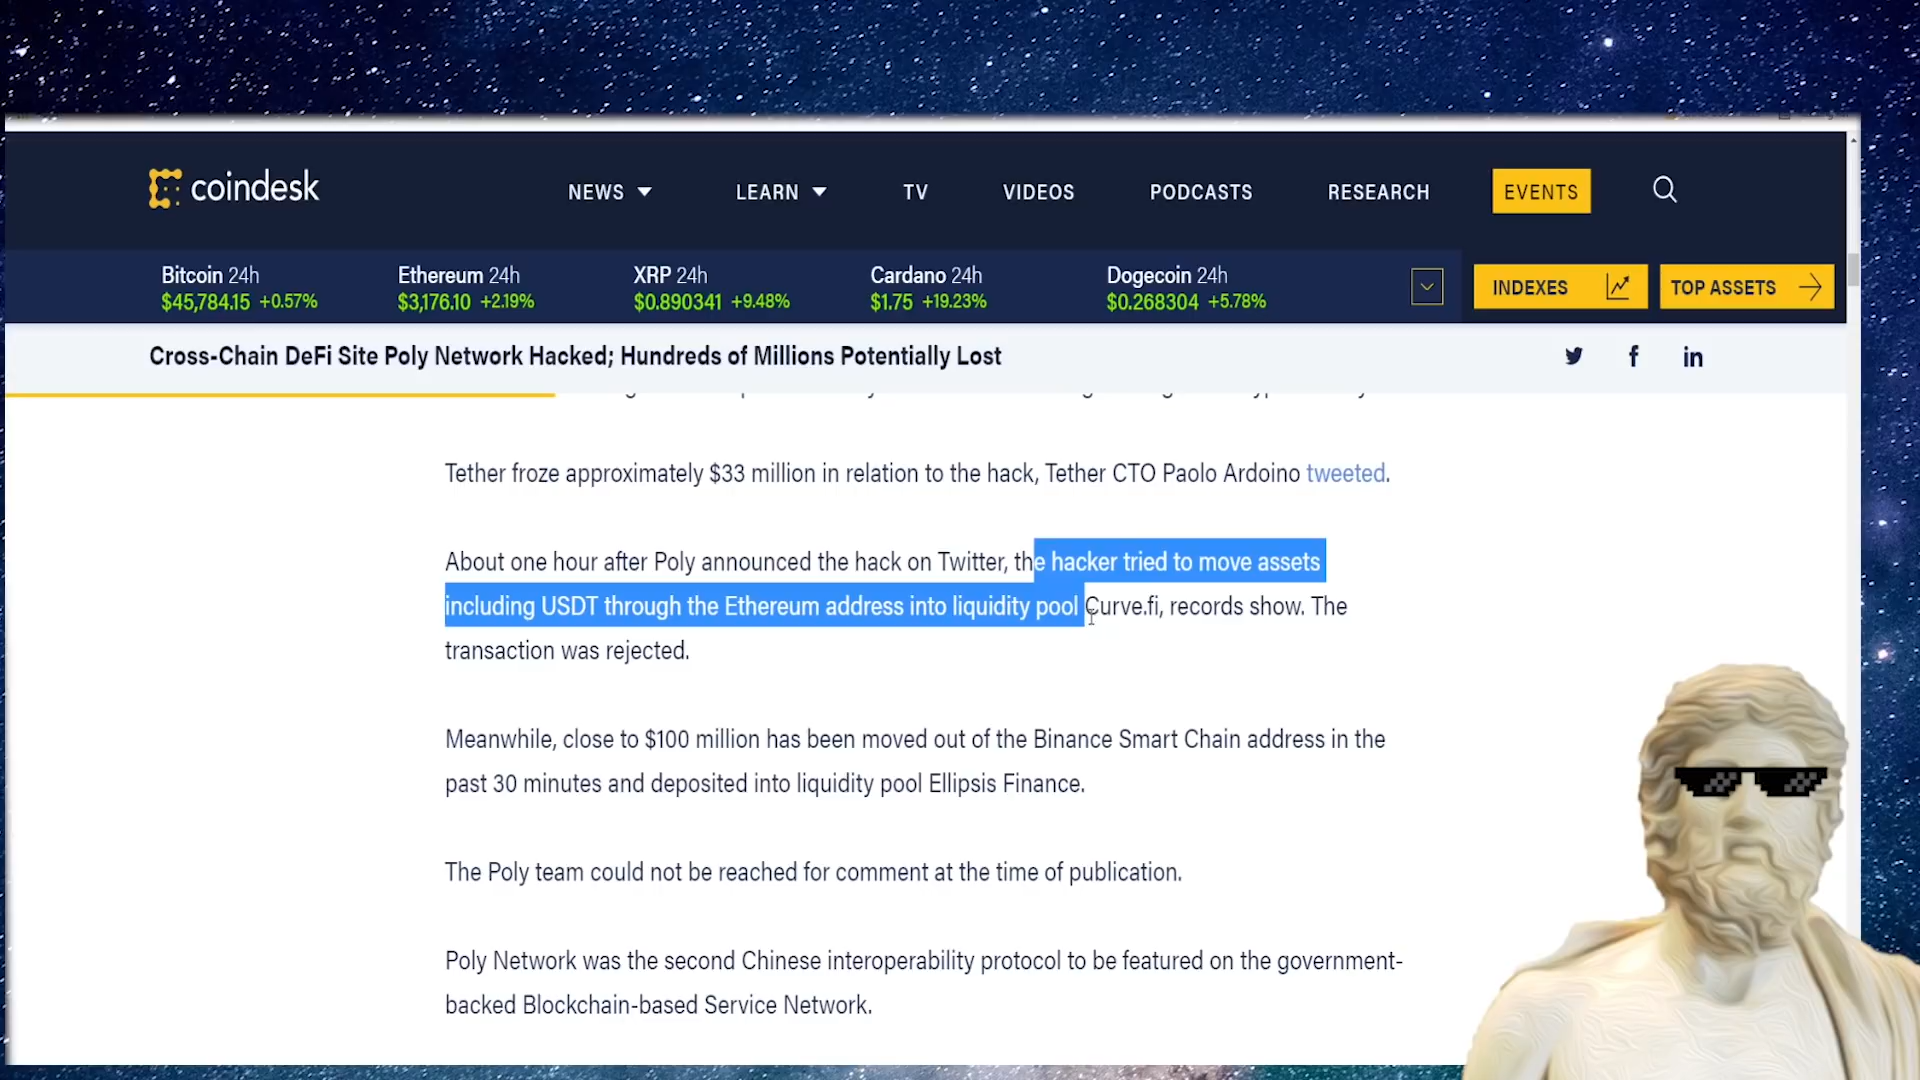 coindesk
NEWS LEARN TV VIDEOS PODCASTS RESEARCH EVENTS
Bitcoin 24h Ethereum 24h XRP 24h Cardano 24h Dogecoin 24h
$45,784.15 +0.57% $3,176.10 +2.19% $0.890341 +9.48% $1.75 +19.23% $0.268304 +5.78%
INDEXES TOP ASSETS
Cross-Chain DeFi Site Poly Network Hacked; Hundreds of Millions Potentially Lost
Tether froze approximately $33 million in relation to the hack, Tether CTO Paolo Ardoino tweeted.
About one hour after Poly announced the hack on Twitter, the hacker tried to move assets
including USDT through the Ethereum address into liquidity pool Curve.fi, records show. The
transaction was rejected.
Meanwhile, close to $100 million has been moved out of the Binance Smart Chain address in the
past 30 minutes and deposited into liquidity pool Ellipsis Finance.
The Poly team could not be reached for comment at the time of publication.
Poly Network was the second Chinese interoperability protocol to be featured on the government-
backed Blockchain-based Service Network.